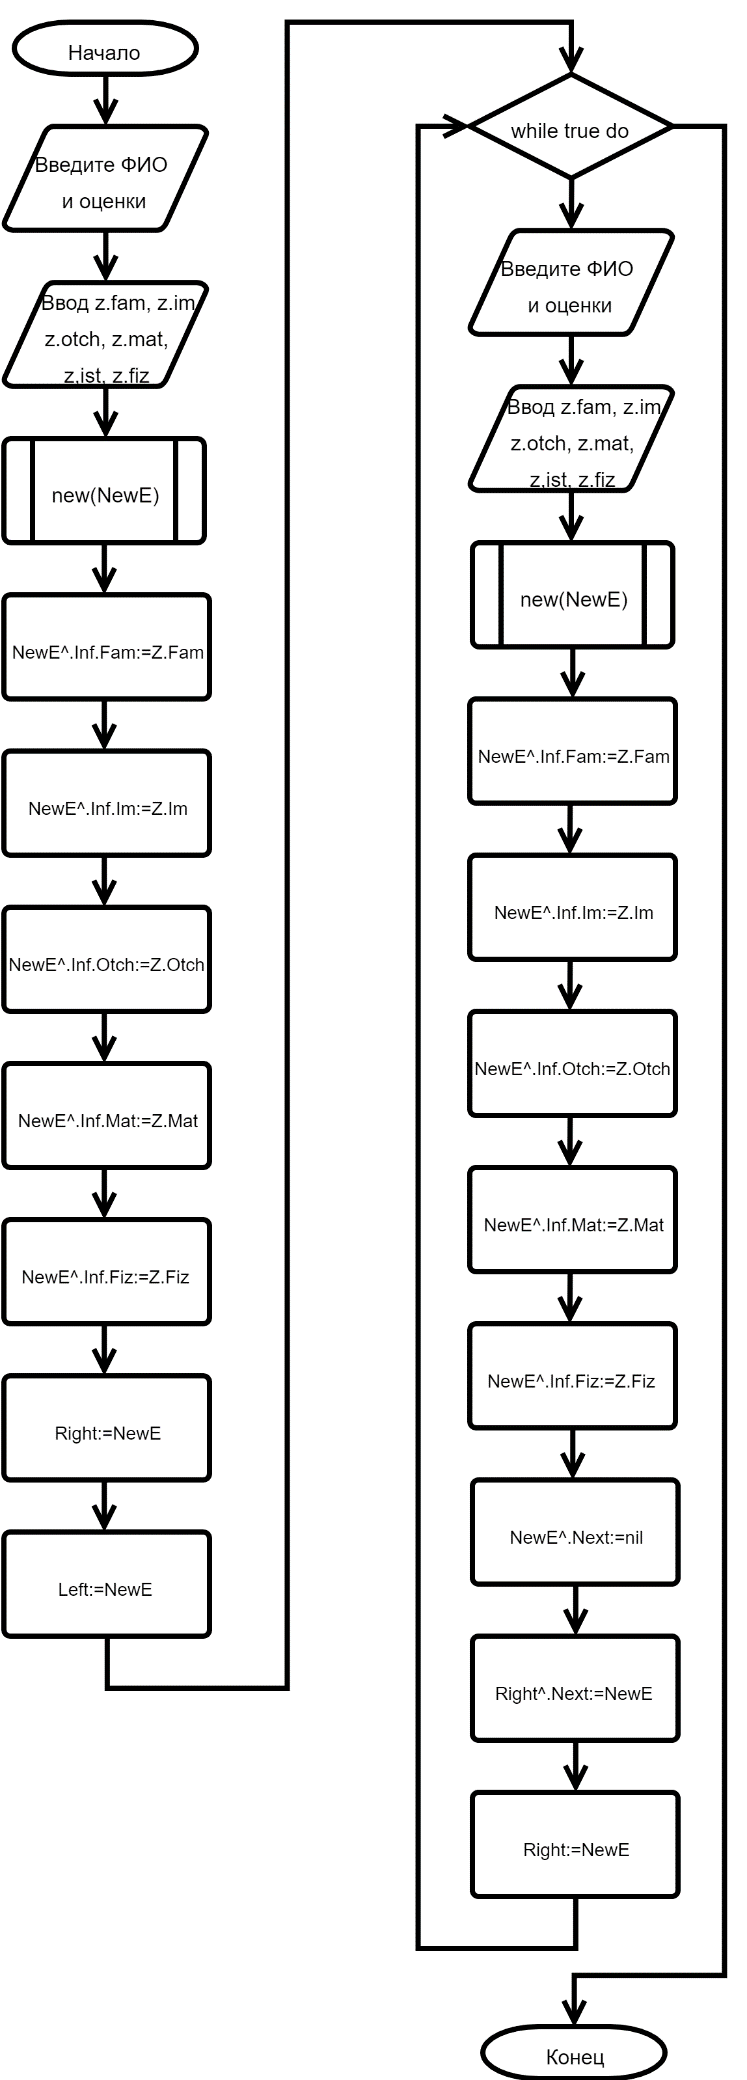 Начало
Введите ФИО
и оценки
Ввод z.fam, z.im
z.otch, z.mat,
z,ist, z.fiz
new(NewE)
NewE^.Inf.Fam:=Z.Fam
NewE^.Inf.Im:=Z.Im
NewE^.Inf.Otch:=Z.Otch
NewE^.Inf.Mat:=Z.Mat
NewE^.Inf.Fiz:=Z.Fiz
Right:=NewE
Left:=NewE
while true do
Введите ФИО
и оценки
Ввод z.fam, z.im
z.otch, z.mat,
z,ist, z.fiz
new(NewE)
NewE^.Inf.Fam:=Z.Fam
NewE^.Inf.Im:=Z.Im
NewE^.Inf.Otch:=Z.Otch
NewE^.Inf.Mat:=Z.Mat
NewE^.Inf.Fiz:=Z.Fiz
NewE^.Next:=nil
Right^.Next:=NewE
Right:=NewE
Конец